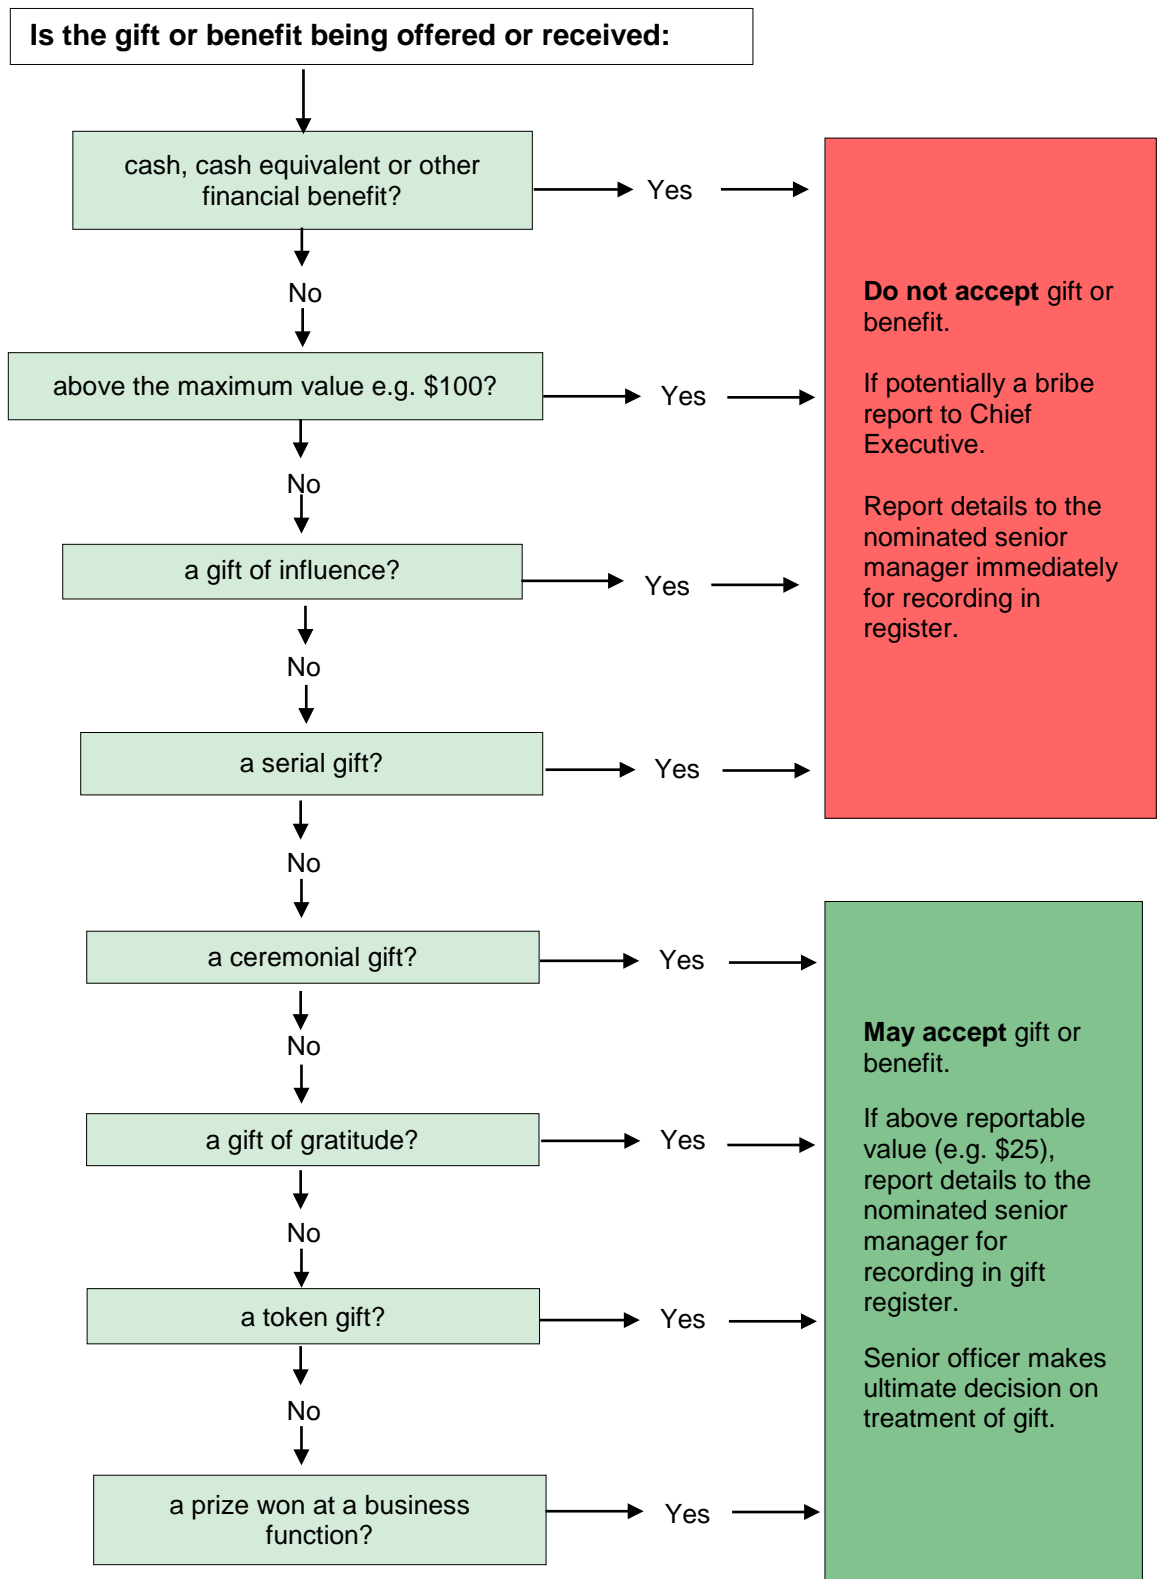 Is the gift or benefit being offered or received:
cash, cash equivalent or other
financial benefit?
Yes
No
above the maximum value e.g. $100?
Yes
No
a gift of influence?
Yes
No
a serial gift?
Yes
No
Do not accept gift or
benefit.
If potentially a bribe
report to Chief
Executive.
Report details to the
nominated senior
manager immediately
for recording in
register.
a ceremonial gift?
Yes
No
a gift of gratitude?
Yes
No
a token gift?
Yes
No
a prize won at a business
function?
Yes
May accept gift or
benefit.
If above reportable
value (e.g. $25),
report details to the
nominated senior
manager for
recording in gift
register.
Senior officer makes
ultimate decision on
treatment of gift.